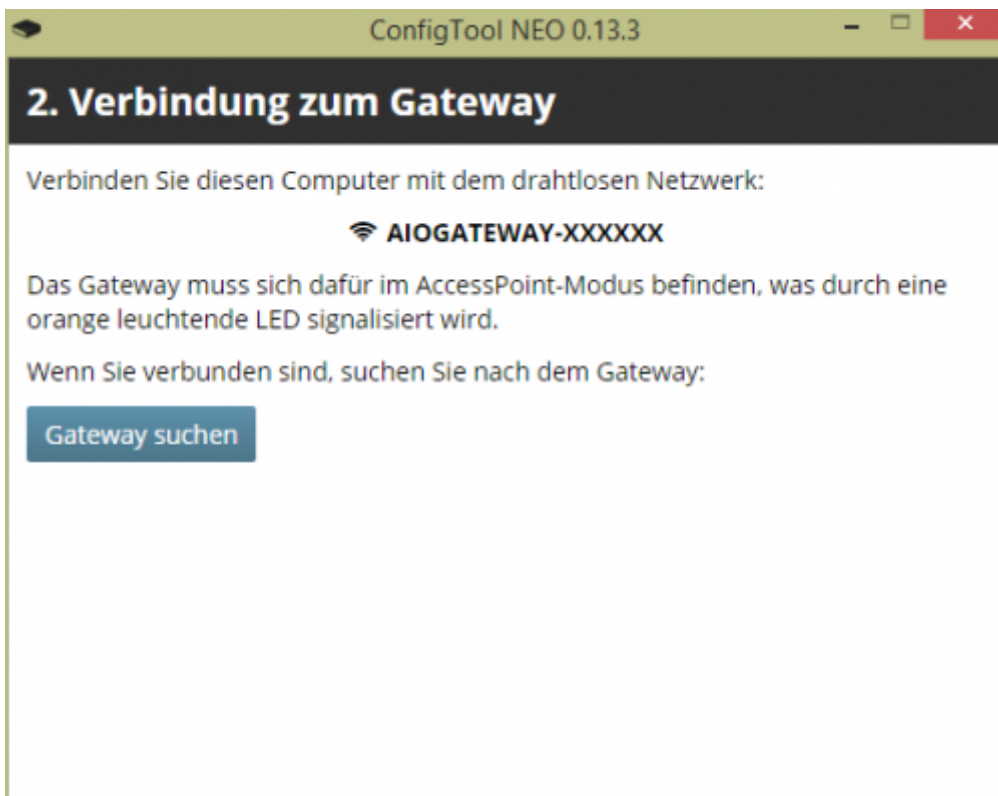 ConfigTool NEO 0.13.3
2. Verbindung zum Gateway
Verbinden Sie diesen Computer mit dem drahtlosen Netzwerk:
AIOGATEWAY-XXXXXX
Das Gateway muss sich dafür im AccessPoint-Modus befinden, was durch eine
orange leuchtende LED signalisiert wird.
Wenn Sie verbunden sind, suchen Sie nach dem Gateway:
Gateway suchen